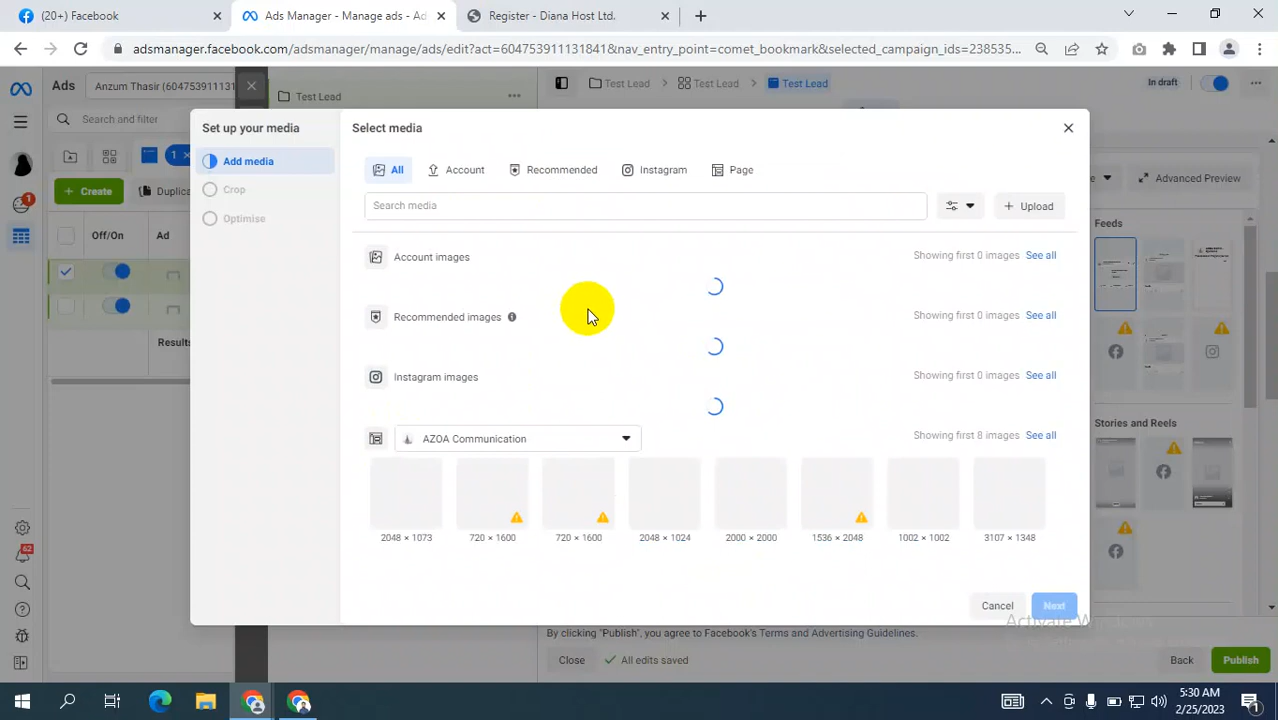 (20+) Facebook
Ads Manager - Manage ads - Ad
Register - Diana Host Ltd.
adsmanager.facebook.com/adsmanager/manage/ads/edit?act=604753911131841&nav_entry_point=comet_bookmark&selected_campaign_ids=238535...
Ads
Anzum Thasir (604753911131
Test Lead
Test Lead
Test Lead
Test Lead
In draft
Search and filter
1
Create
Duplica
Off/On
Ad
Results
62
Set up your media
Add media
Crop
Optimise
Select media
All
Account
Recommended
Instagram
Page
Search media
Upload
Account images
Showing first 0 images
See all
Recommended images
Showing first 0 images
See all
Instagram images
Showing first 0 images
See all
AZOA Communication
Showing first 8 images
See all
2048 × 1073
720 × 1600
720 × 1600
2048 × 1024
2000 × 2000
1536 × 2048
1002 × 1002
3107 × 1348
Cancel
Next
Advanced Preview
Feeds
Stories and Reels
By clicking "Publish", you agree to Facebook's Terms and Advertising Guidelines.
Close
All edits saved
Back
Publish
5:30 AM
2/25/2023
1